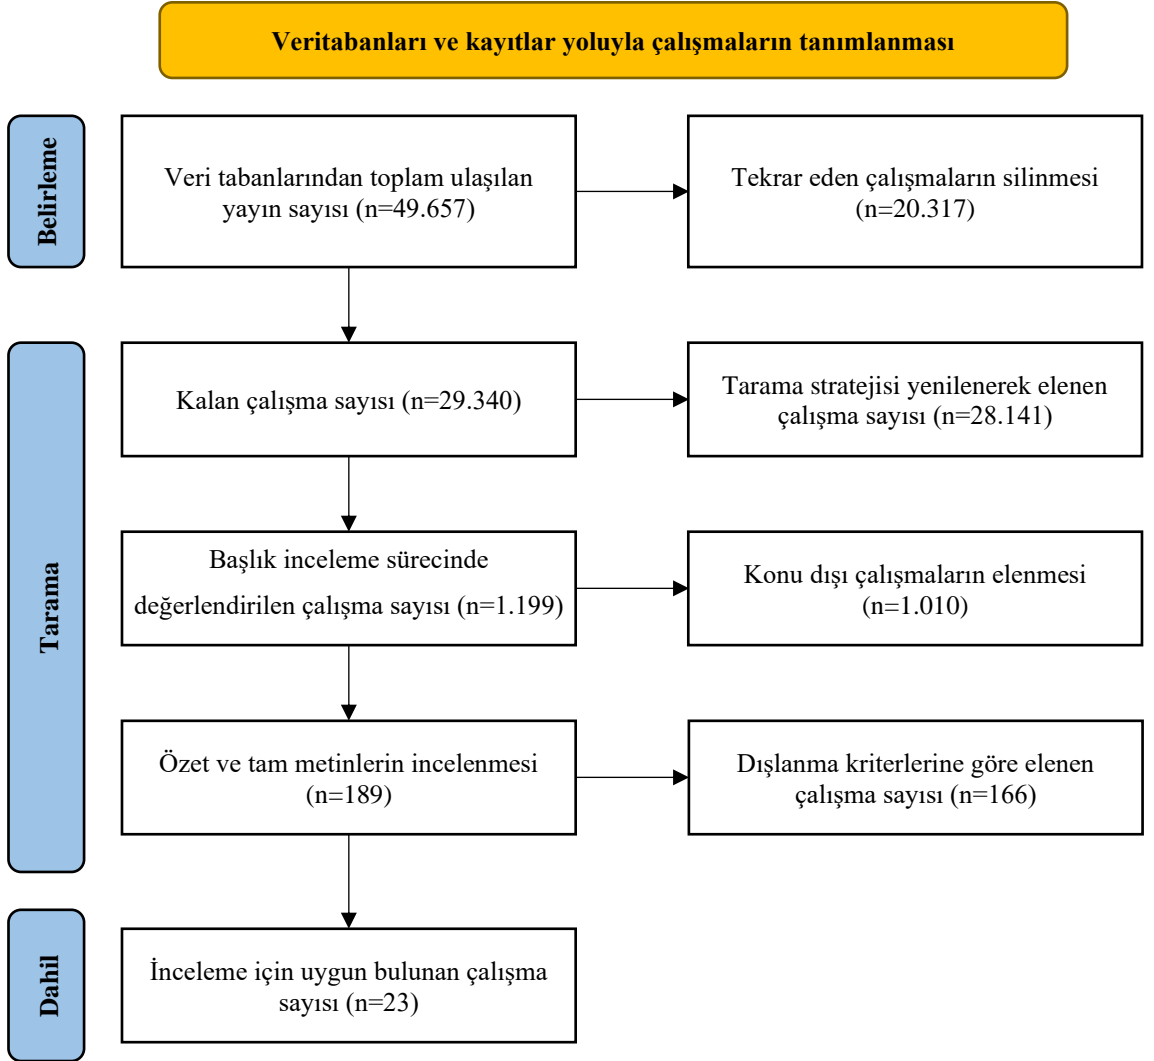 Veritabanları ve kayıtlar yoluyla çalışmaların tanımlanması
Belirleme
Veri tabanlarından toplam ulaşılan
yayın sayısı (n=49.657)
Tekrar eden çalışmaların silinmesi
(n=20.317)
Tarama
Kalan çalışma sayısı (n=29.340)
Tarama stratejisi yenilenerek elenen
çalışma sayısı (n=28.141)
Başlık inceleme sürecinde
değerlendirilen çalışma sayısı (n=1.199)
Konu dışı çalışmaların elenmesi
(n=1.010)
Özet ve tam metinlerin incelenmesi
(n=189)
Dışlanma kriterlerine göre elenen
çalışma sayısı (n=166)
Dahil
İnceleme için uygun bulunan çalışma
sayısı (n=23)